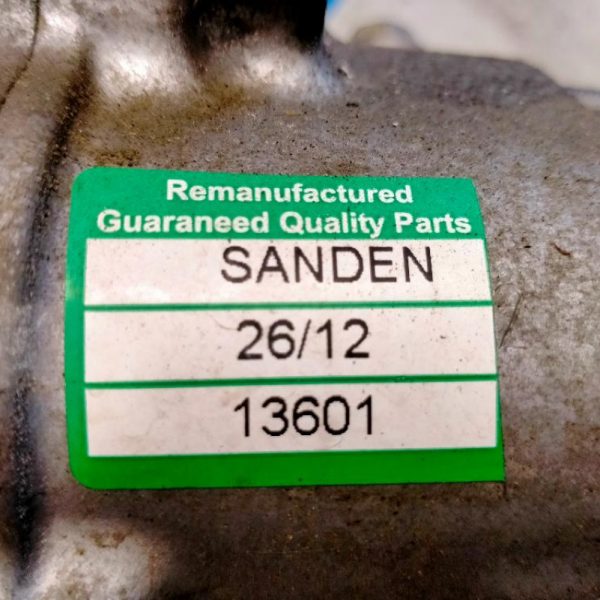 Remanufactured
Guaraneed Quality Parts
SANDEN
26/12
13601